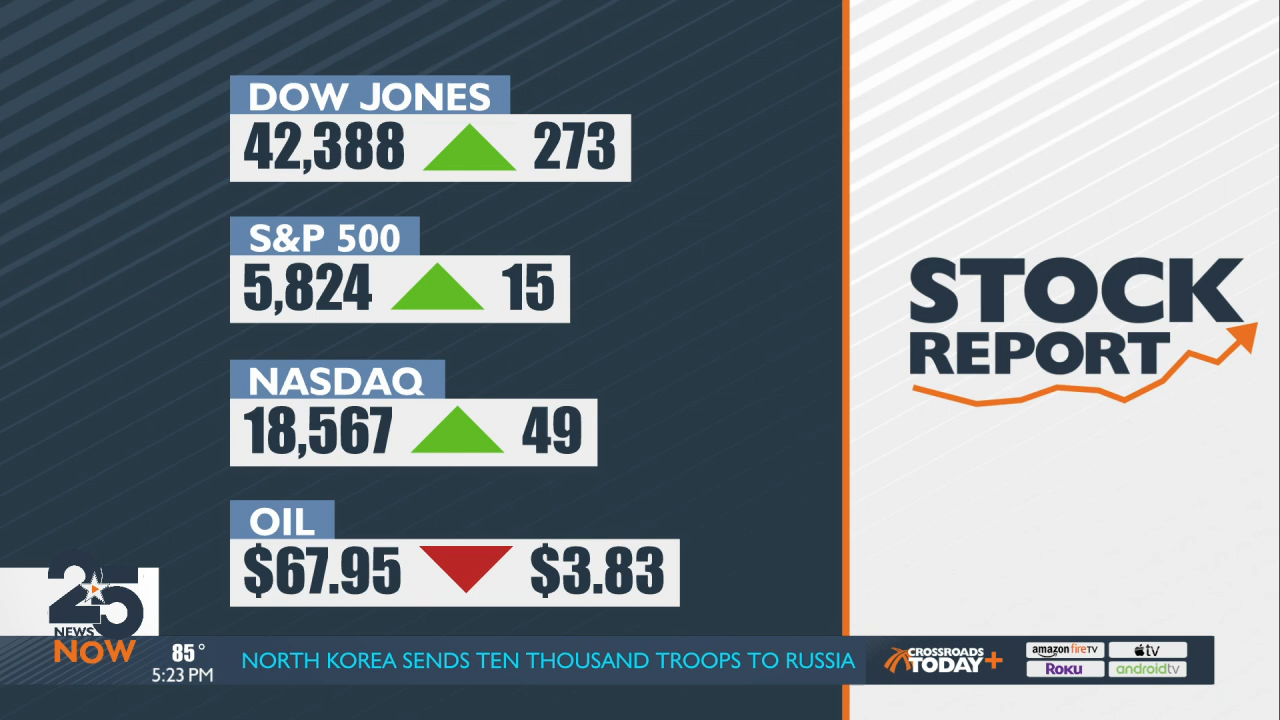 DOW JONES
42,388 273
S&P 500
5,824 15
NASDAQ
18,567 49
OIL
$67.95 $3.83
STOCK
REPORT
25
NEWS
NOW
85°
5:23 PM
NORTH KOREA SENDS TEN THOUSAND TROOPS TO RUSSIA
CROSSROADS
TODAY+
amazon fireTV
tv
ROKU
androidtv